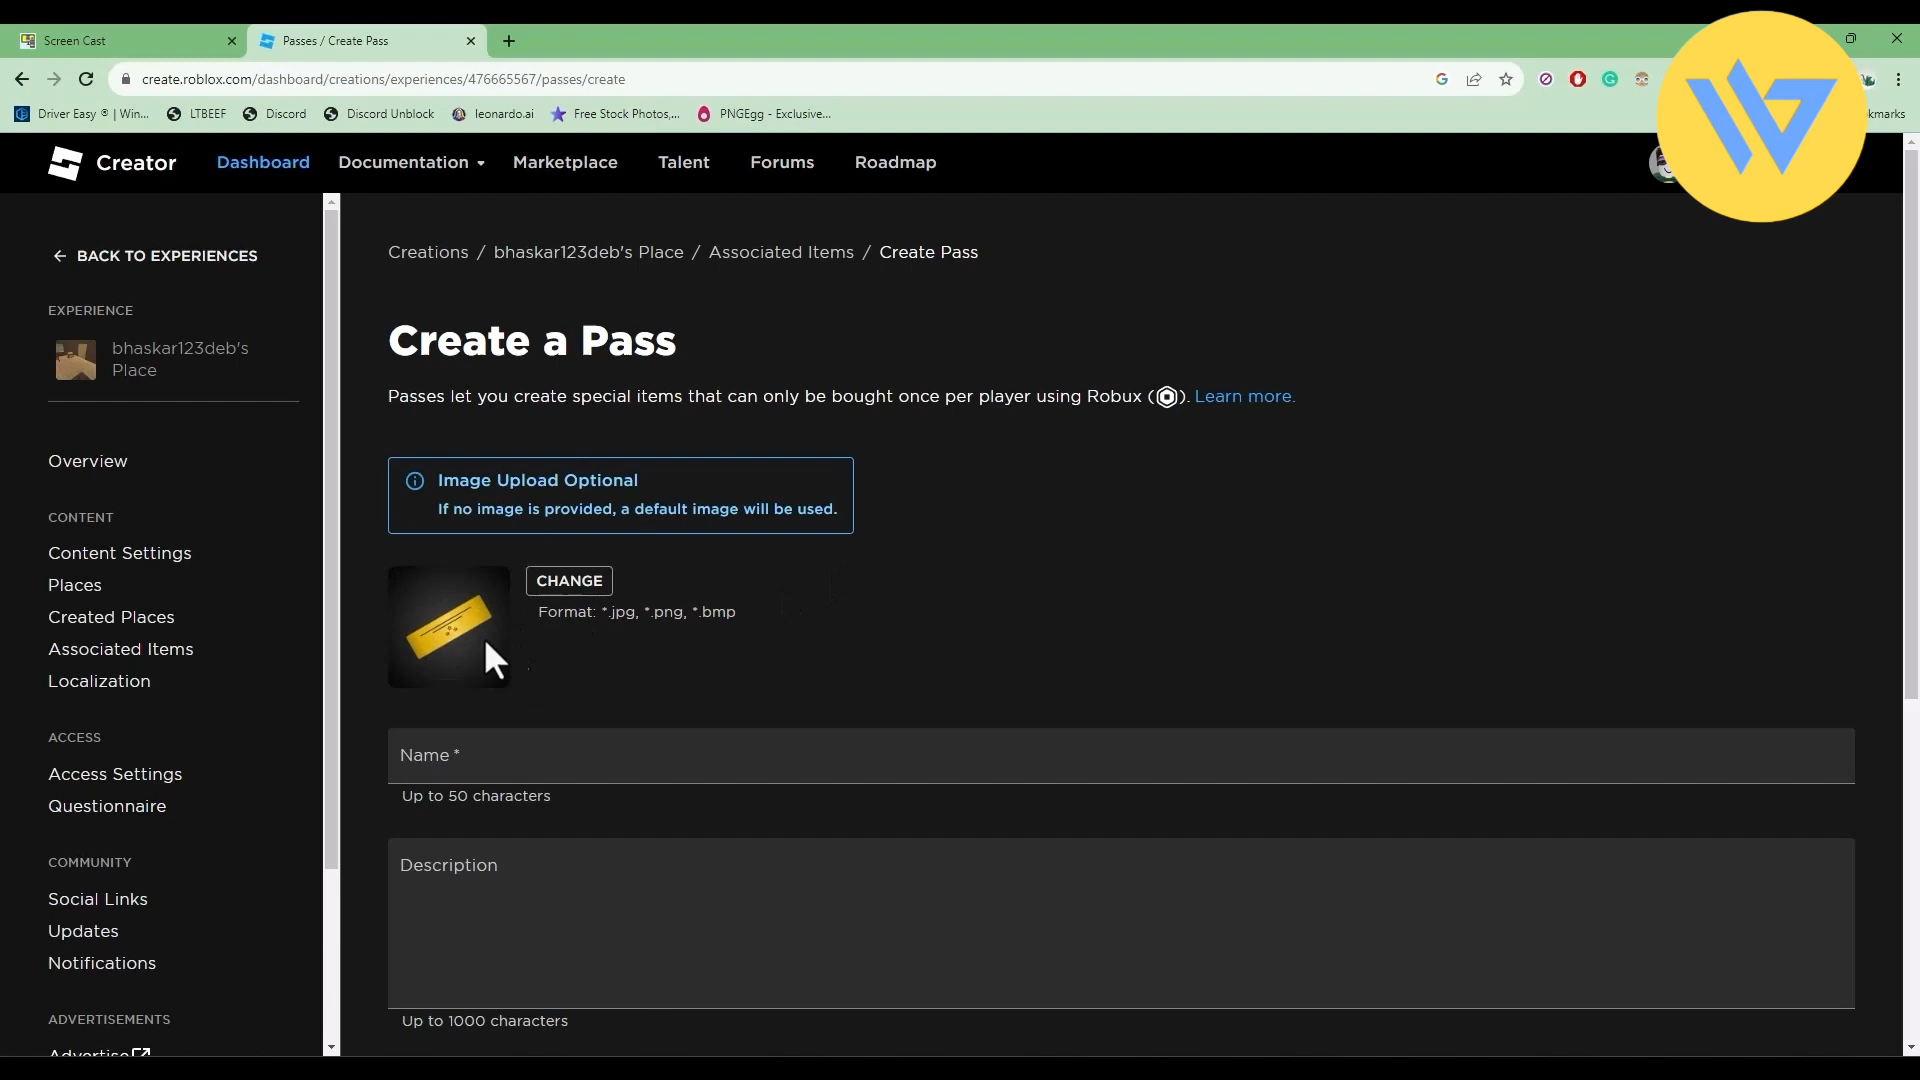 Screen Cast
Passes / Create Pass
create.roblox.com/dashboard/creations/experiences/476665567/passes/create
Driver Easy ® | Win...
LTBEEF
Discord
Discord Unblock
leonardo.ai
Free Stock Photos,...
PNGEgg - Exclusive...
kmarks
Creator
Dashboard
Documentation
Marketplace
Talent
Forums
Roadmap
BACK TO EXPERIENCES
EXPERIENCE
bhaskar123deb's
Place
Overview
CONTENT
Content Settings
Places
Created Places
Associated Items
Localization
ACCESS
Access Settings
Questionnaire
COMMUNITY
Social Links
Updates
Notifications
ADVERTISEMENTS
Advertise
Creations / bhaskar123deb's Place / Associated Items / Create Pass
Create a Pass
Passes let you create special items that can only be bought once per player using Robux ( ). Learn more.
Image Upload Optional
If no image is provided, a default image will be used.
CHANGE
Format: *.jpg, *.png, *.bmp
Name *
Up to 50 characters
Description
Up to 1000 characters